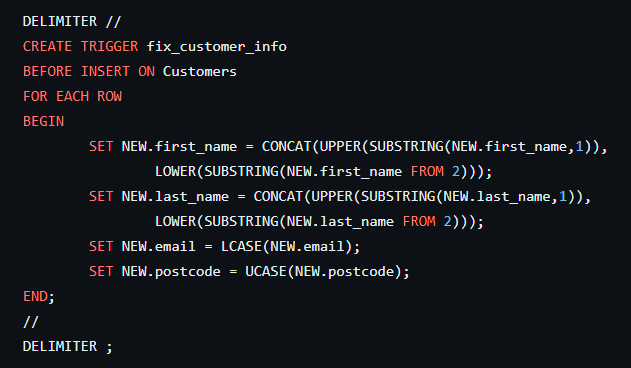 DELIMITER //
CREATE TRIGGER fix_customer_info
BEFORE INSERT ON Customers
FOR EACH ROW
BEGIN
        SET NEW.first_name = CONCAT(UPPER(SUBSTRING(NEW.first_name,1)),
                LOWER(SUBSTRING(NEW.first_name FROM 2)));
        SET NEW.last_name = CONCAT(UPPER(SUBSTRING(NEW.last_name,1)),
                LOWER(SUBSTRING(NEW.last_name FROM 2)));
        SET NEW.email = LCASE(NEW.email);
        SET NEW.postcode = UCASE(NEW.postcode);
END;
//
DELIMITER ;